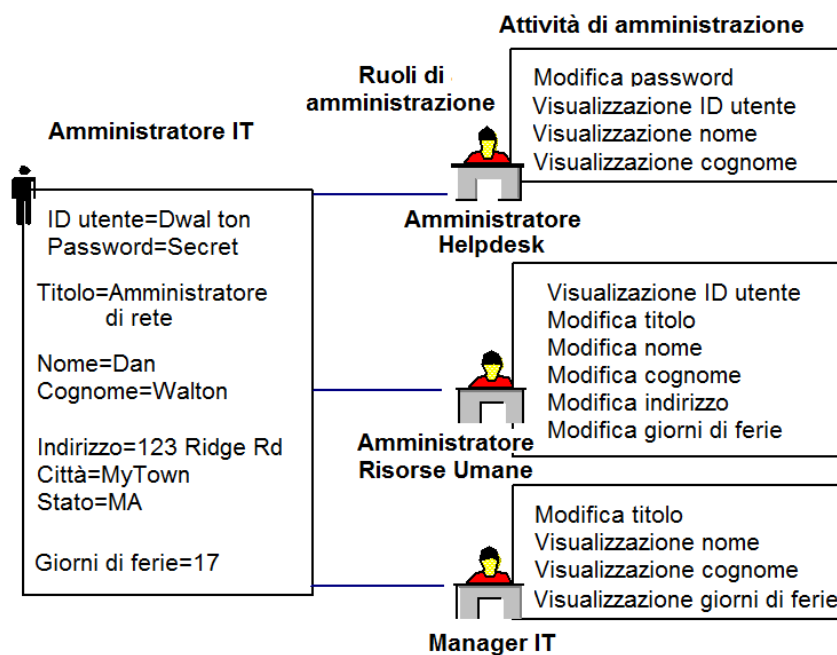 Attività di amministrazione
Ruoli di
amministrazione
Modifica password
Visualizzazione ID utente
Visualizzazione nome
Visualizzazione cognome
Amministratore IT
ID utente=Dwal ton
Password=Secret
Titolo=Amministratore
di rete
Nome=Dan
Cognome=Walton
Indirizzo=123 Ridge Rd
Città=MyTown
Stato=MA
Giorni di ferie=17
Amministratore
Helpdesk
Visualizzazione ID utente
Modifica titolo
Modifica nome
Modifica cognome
Modifica indirizzo
Modifica giorni di ferie
Amministratore
Risorse Umane
Modifica titolo
Visualizzazione nome
Visualizzazione cognome
Visualizzazione giorni di ferie
Manager IT